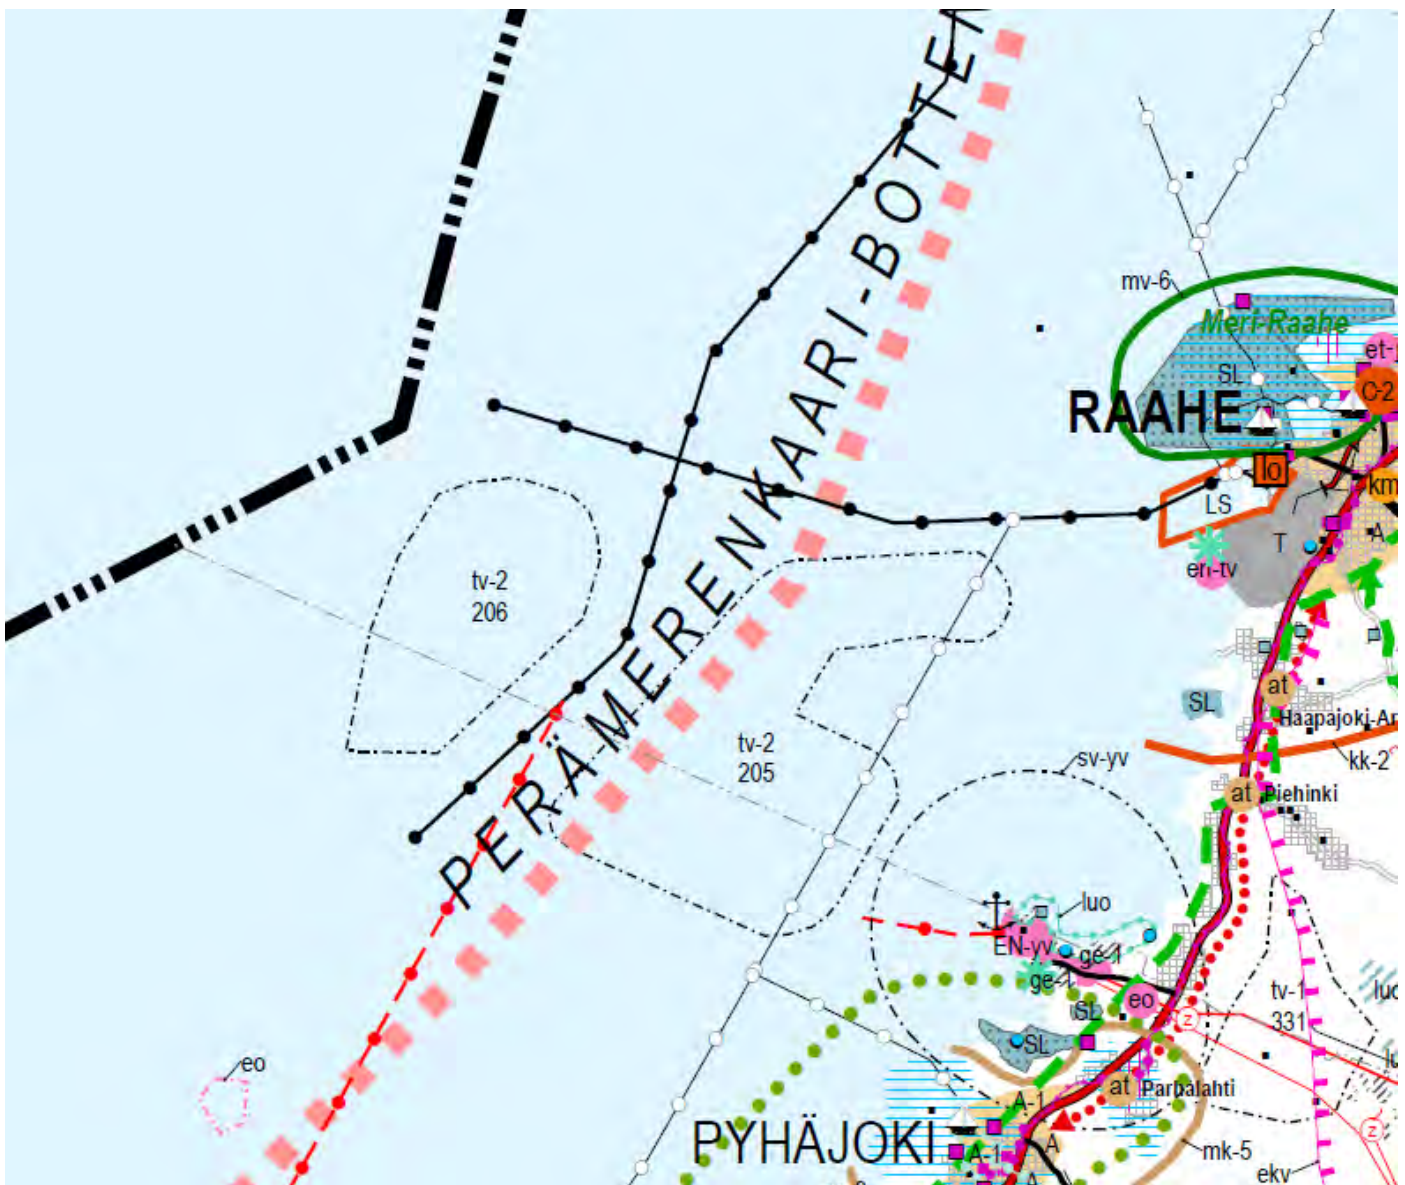 PERÄMERENKAARI-BOTTE
mv-6
Meri-Raahe
et-
SL
C-2
RAAHE
lo
km
LS
T
A
en-tv
tv-2
206
at
SL
Haapajoki-Ar
tv-2
205
sv-yv
kk-2
at
Piehinki
luo
EN-yv
ge-1
ge-1
eo
tv-1
331
luo
SL
z
SL
eo
at
Parhalahti
lu
A-1
z
PYHÄJOKI
A-1
A
mk-5
ekv
A